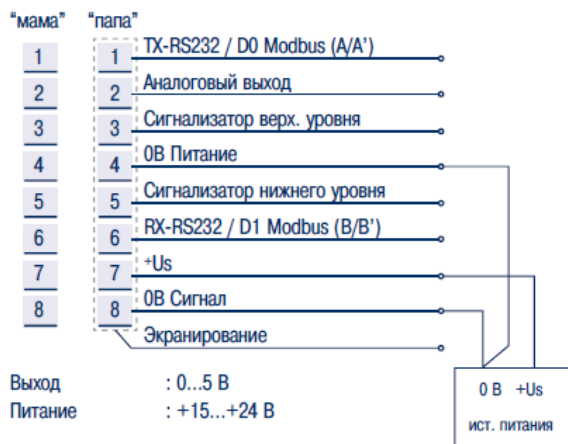 “мама” “папа”
1 1 TX-RS232 / D0 Modbus (A/A’)
2 2 Аналоговый выход
3 3 Сигнализатор верх. уровня
4 4 0В Питание
5 5 Сигнализатор нижнего уровня
6 6 RX-RS232 / D1 Modbus (B/B’)
7 7 +Us
8 8 0В Сигнал
Экранирование
Выход : 0...5 В
Питание : +15...+24 В
0 В +Us
ист. питания